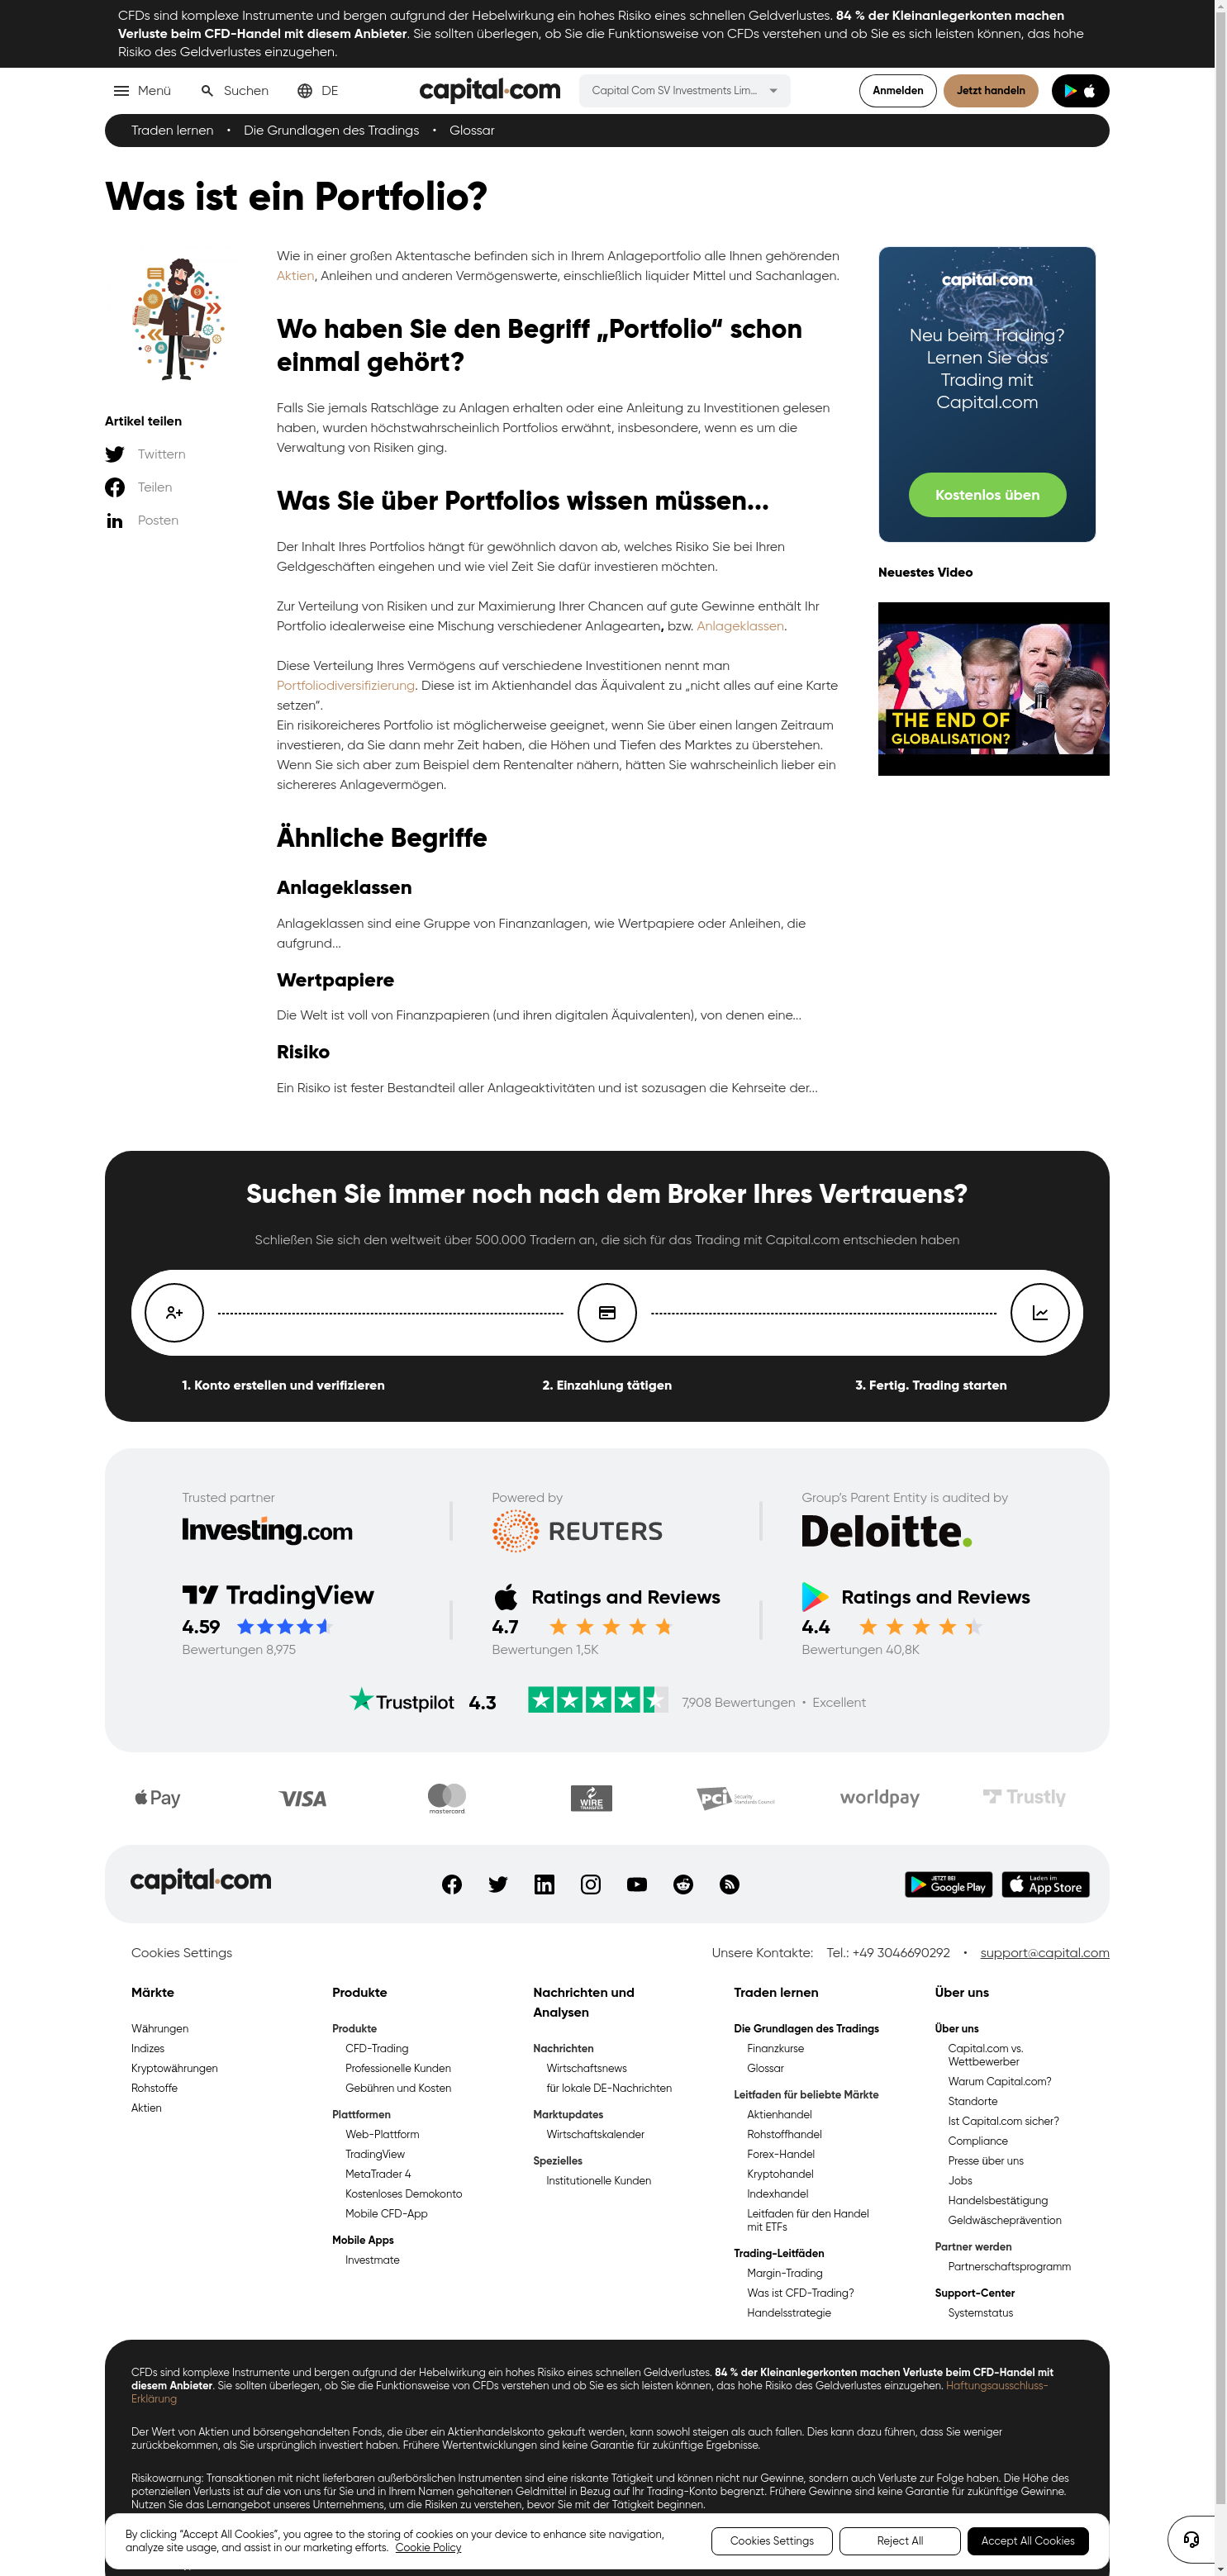 CFDs sind komplexe Instrumente und bergen aufgrund der Hebelwirkung ein hohes Risiko eines schnellen Geldverlustes. 84 % der Kleinanlegerkonten machen
Verluste beim CFD-Handel mit diesem Anbieter. Sie sollten überlegen, ob Sie die Funktionsweise von CFDs verstehen und ob Sie es sich leisten können, das hohe
Risiko des Geldverlustes einzugehen.
Menü
Suchen
DE
capital.com
Capital Com SV Investments Lim...
Anmelden
Jetzt handeln
Traden lernen • Die Grundlagen des Tradings • Glossar
Was ist ein Portfolio?
Artikel teilen
Twittern
Teilen
Posten
Wie in einer großen Aktentasche befinden sich in Ihrem Anlageportfolio alle Ihnen gehörenden
Aktien, Anleihen und anderen Vermögenswerte, einschließlich liquider Mittel und Sachanlagen.
Wo haben Sie den Begriff „Portfolio“ schon
einmal gehört?
Falls Sie jemals Ratschläge zu Anlagen erhalten oder eine Anleitung zu Investitionen gelesen
haben, wurden höchstwahrscheinlich Portfolios erwähnt, insbesondere, wenn es um die
Verwaltung von Risiken ging.
Was Sie über Portfolios wissen müssen...
Der Inhalt Ihres Portfolios hängt für gewöhnlich davon ab, welches Risiko Sie bei Ihren
Geldgeschäften eingehen und wie viel Zeit Sie dafür investieren möchten.
Zur Verteilung von Risiken und zur Maximierung Ihrer Chancen auf gute Gewinne enthält Ihr
Portfolio idealerweise eine Mischung verschiedener Anlagearten, bzw. Anlageklassen.
Diese Verteilung Ihres Vermögens auf verschiedene Investitionen nennt man
Portfoliodiversifizierung. Diese ist im Aktienhandel das Äquivalent zu „nicht alles auf eine Karte
setzen“.
Ein risikoreicheres Portfolio ist möglicherweise geeignet, wenn Sie über einen langen Zeitraum
investieren, da Sie dann mehr Zeit haben, die Höhen und Tiefen des Marktes zu überstehen.
Wenn Sie sich aber zum Beispiel dem Rentenalter nähern, hätten Sie wahrscheinlich lieber ein
sichereres Anlagevermögen.
Ähnliche Begriffe
Anlageklassen
Anlageklassen sind eine Gruppe von Finanzanlagen, wie Wertpapiere oder Anleihen, die
aufgrund...
Wertpapiere
Die Welt ist voll von Finanzpapieren (und ihren digitalen Äquivalenten), von denen eine...
Risiko
Ein Risiko ist fester Bestandteil aller Anlageaktivitäten und ist sozusagen die Kehrseite der...
capital.com
Neu beim Trading?
Lernen Sie das
Trading mit
Capital.com
Kostenlos üben
Neuestes Video
THE END OF
GLOBALISATION?
Suchen Sie immer noch nach dem Broker Ihres Vertrauens?
Schließen Sie sich den weltweit über 500.000 Tradern an, die sich für das Trading mit Capital.com entschieden haben
1. Konto erstellen und verifizieren
2. Einzahlung tätigen
3. Fertig. Trading starten
Trusted partner
Investing.com
Powered by
REUTERS
Group's Parent Entity is audited by
Deloitte.
TradingView
4.59
Bewertungen 8,975
Ratings and Reviews
4.7
Bewertungen 1,5K
Ratings and Reviews
4.4
Bewertungen 40,8K
Trustpilot 4.3
7,908 Bewertungen • Excellent
Pay
VISA
mastercard
WIRE
TRANSFER
PCI Security
Standards Council
worldpay
Trustly
capital.com
JETZT BEI
Google Play
Laden im
App Store
Cookies Settings
Unsere Kontakte: Tel.: +49 3046690292 • support@capital.com
Märkte
Währungen
Indizes
Kryptowährungen
Rohstoffe
Aktien
Produkte
Produkte
CFD-Trading
Professionelle Kunden
Gebühren und Kosten
Plattformen
Web-Plattform
TradingView
MetaTrader 4
Kostenloses Demokonto
Mobile CFD-App
Mobile Apps
Investmate
Nachrichten und
Analysen
Nachrichten
Wirtschaftsnews
für lokale DE-Nachrichten
Marktupdates
Wirtschaftskalender
Spezielles
Institutionelle Kunden
Traden lernen
Die Grundlagen des Tradings
Finanzkurse
Glossar
Leitfaden für beliebte Märkte
Aktienhandel
Rohstoffhandel
Forex-Handel
Kryptohandel
Indexhandel
Leitfaden für den Handel
mit ETFs
Trading-Leitfäden
Margin-Trading
Was ist CFD-Trading?
Handelsstrategie
Über uns
Über uns
Capital.com vs.
Wettbewerber
Warum Capital.com?
Standorte
Ist Capital.com sicher?
Compliance
Presse über uns
Jobs
Handelsbestätigung
Geldwäscheprävention
Partner werden
Partnerschaftsprogramm
Support-Center
Systemstatus
CFDs sind komplexe Instrumente und bergen aufgrund der Hebelwirkung ein hohes Risiko eines schnellen Geldverlustes. 84 % der Kleinanlegerkonten machen Verluste beim CFD-Handel mit
diesem Anbieter. Sie sollten überlegen, ob Sie die Funktionsweise von CFDs verstehen und ob Sie es sich leisten können, das hohe Risiko des Geldverlustes einzugehen. Haftungsausschluss-
Erklärung
Der Wert von Aktien und börsengehandelten Fonds, die über ein Aktienhandelskonto gekauft werden, kann sowohl steigen als auch fallen. Dies kann dazu führen, dass Sie weniger
zurückbekommen, als Sie ursprünglich investiert haben. Frühere Wertentwicklungen sind keine Garantie für zukünftige Ergebnisse.
Risikowarnung: Transaktionen mit nicht lieferbaren außerbörslichen Instrumenten sind eine riskante Tätigkeit und können nicht nur Gewinne, sondern auch Verluste zur Folge haben. Die Höhe des
potenziellen Verlusts ist auf die von uns für Sie und in Ihrem Namen gehaltenen Geldmittel in Bezug auf Ihr Trading-Konto begrenzt. Frühere Gewinne sind keine Garantie für zukünftige Gewinne.
Nutzen Sie das Lernangebot unseres Unternehmens, um die Risiken zu verstehen, bevor Sie mit der Tätigkeit beginnen.
By clicking “Accept All Cookies”, you agree to the storing of cookies on your device to enhance site navigation,
analyze site usage, and assist in our marketing efforts. Cookie Policy
Cookies Settings
Reject All
Accept All Cookies